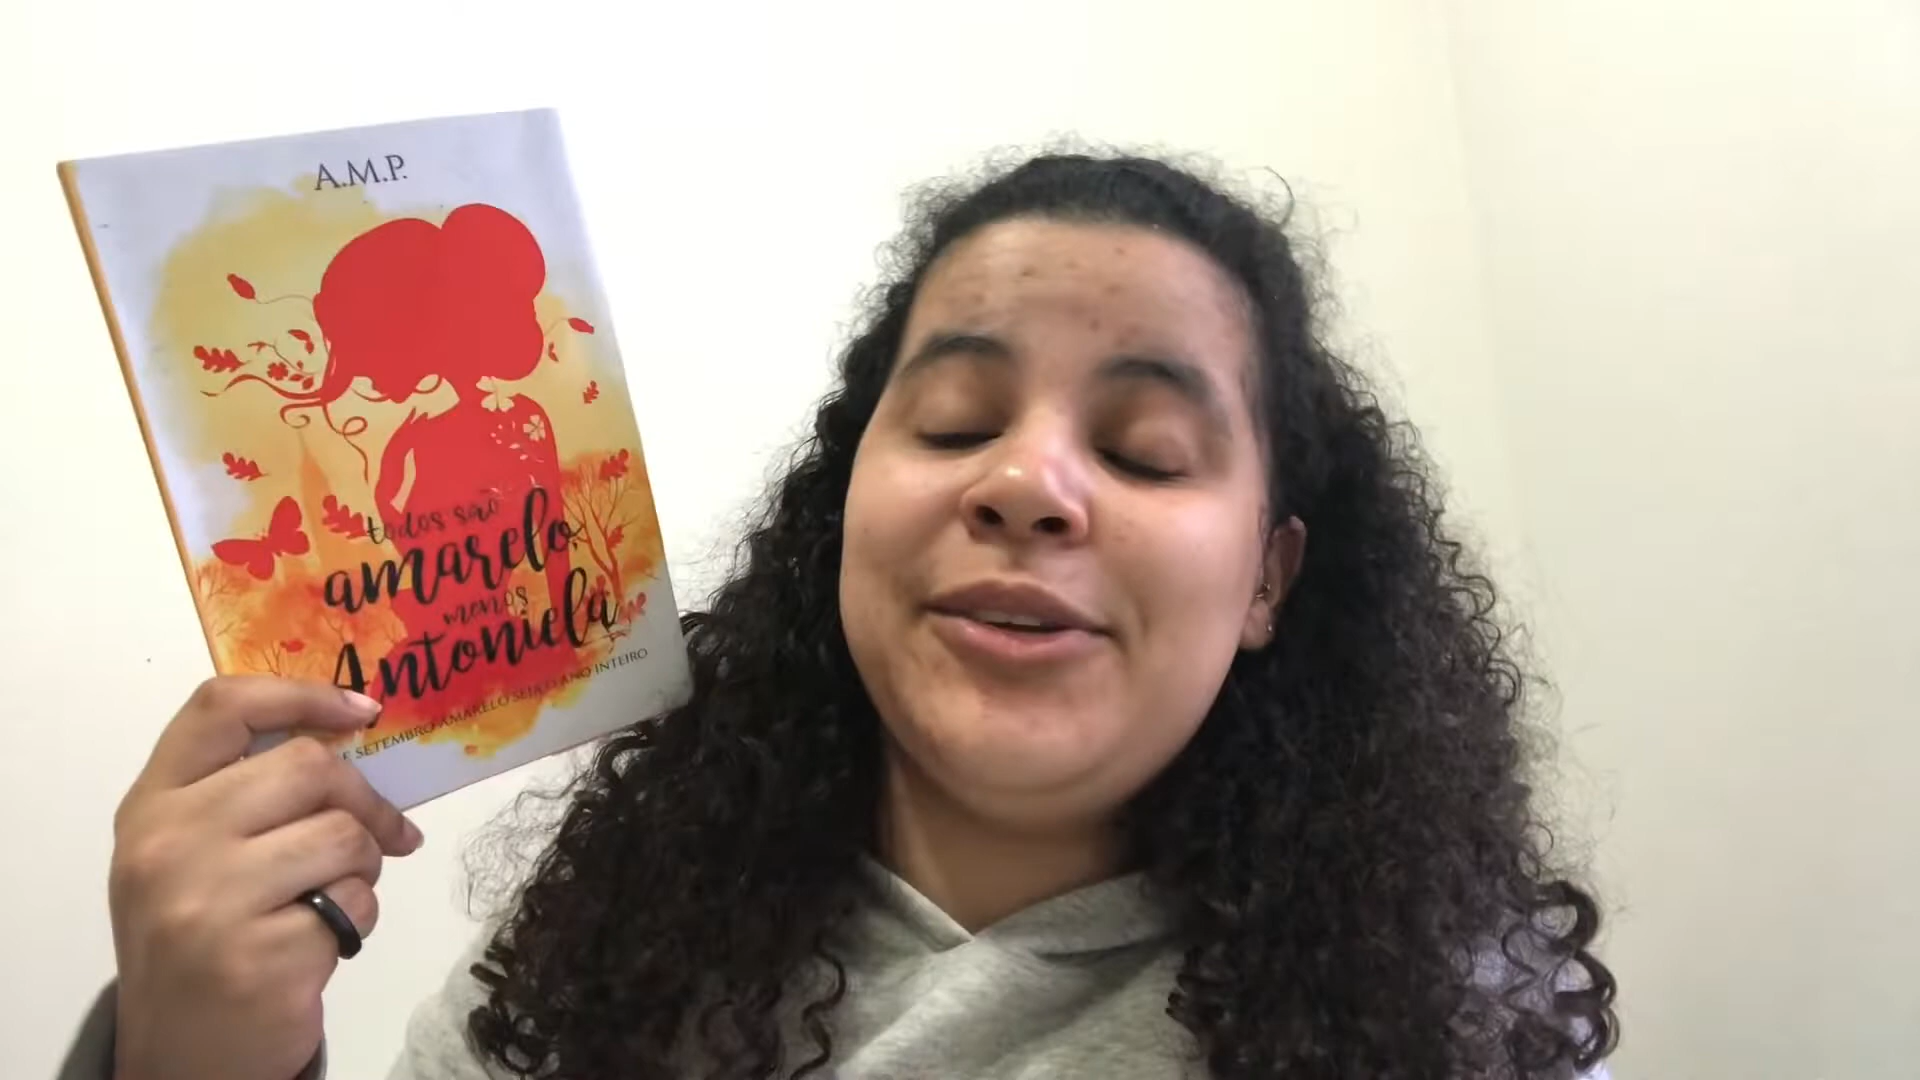 A.M.P.
todos são
amarelo,
menos
Antoniela
SETEMBRO AMARELO SEJA O ANO INTEIRO